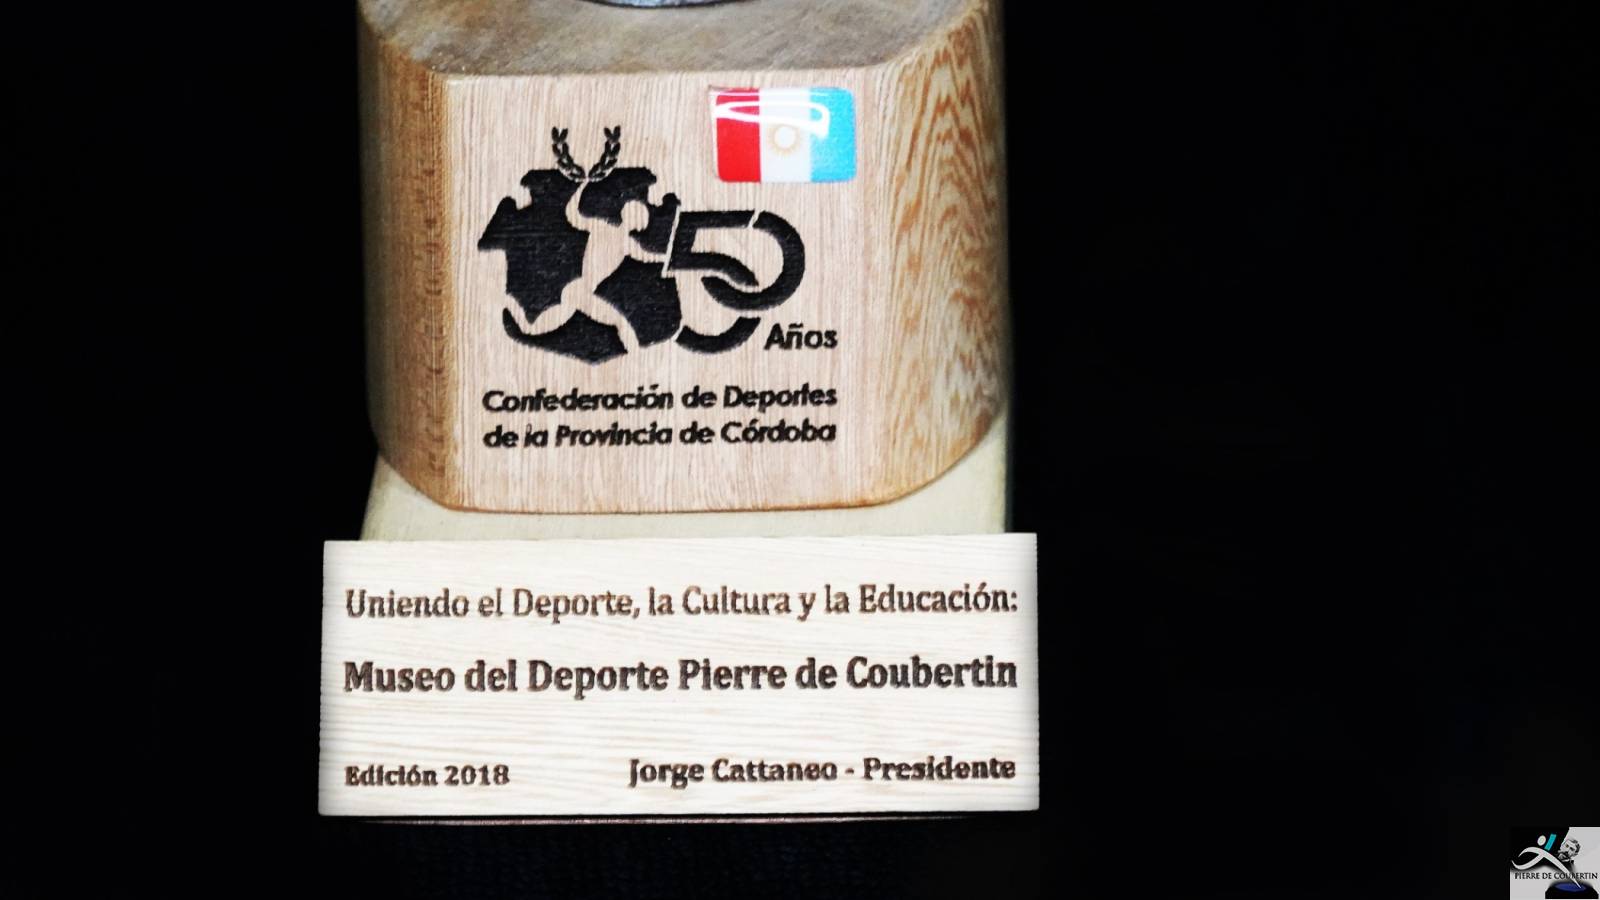 50
Años
Confederación de Deportes
de la Provincia de Córdoba
Uniendo el Deporte, la Cultura y la Educación:
Museo del Deporte Pierre de Coubertin
Edición 2018 Jorge Cattaneo - Presidente
PIERRE DE COUBERTIN